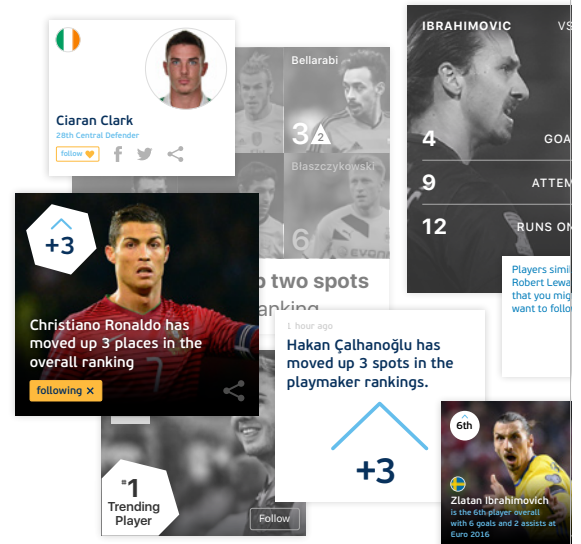 IBRAHIMOVIC VS
4 GOA
9 ATTEM
12 RUNS ON
Bellarabi
3 2
Błaszczykowski
6
Ciaran Clark
28th Central Defender
follow
two spots
anking
+3
Christiano Ronaldo has
moved up 3 places in the
overall ranking
following ×
Players simi
Robert Lewa
that you mig
want to follo
1 hour ago
Hakan Çalhanoğlu has
moved up 3 spots in the
playmaker rankings.
+3
#1
Trending
Player
Follow
6th
Zlatan Ibrahimovich
is the 6th player overall
with 6 goals and 2 assists at
Euro 2016